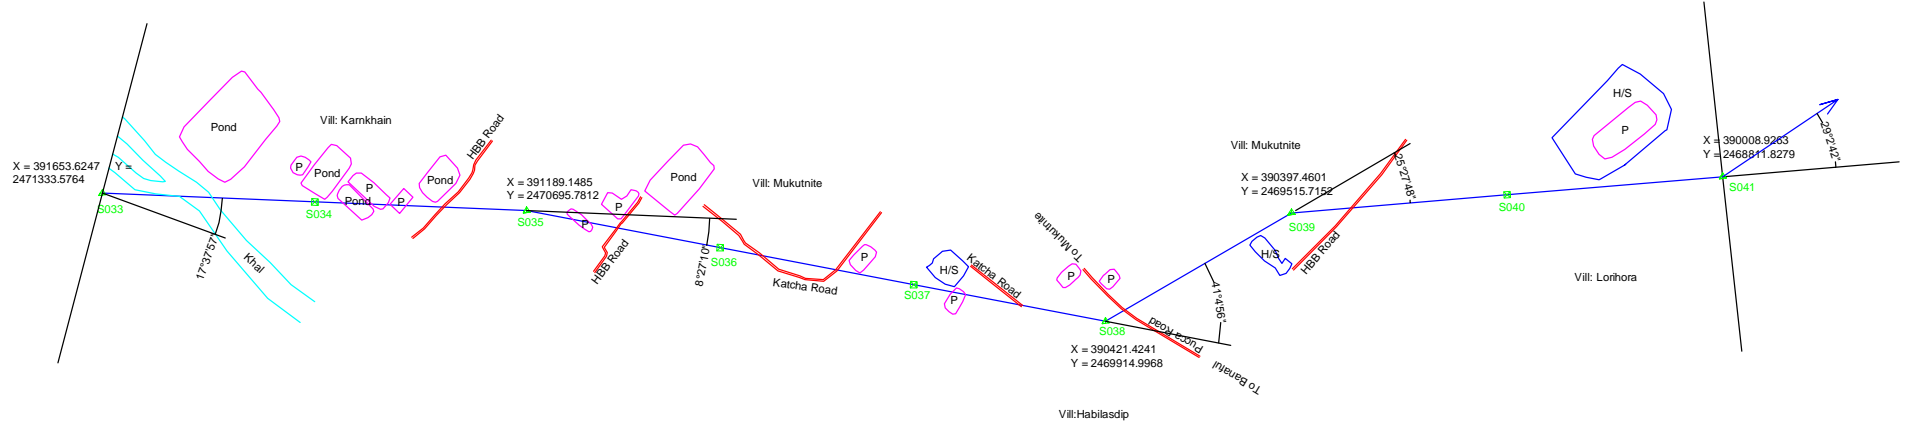 Vill: Kamkhain
Pond
HBB Road
X = 391653.6247    Y =
2471333.5764
S033
17°37'57"
Khal
P
Pond
S034
Pond
P
P
Pond
X = 391189.1485
Y = 2470695.7812
S035
P
P
HBB Road
Pond
8°27'10"
S036
Vill: Mukutnite
Katcha Road
P
S037
H/S
P
Katcha Road
To Mukutnite
P
P
S038
X = 390421.4241
Y = 2469914.9968
Pucca Road
To Banaful
41°4'56"
Vill:Habilasdip
Vill: Mukutnite
X = 390397.4601
Y = 2469515.7152
S039
H/S
HBB Road
25°27'48"
S040
Vill: Lorihora
H/S
P
X = 390008.9263
Y = 2468811.8279
S041
29°2'42"